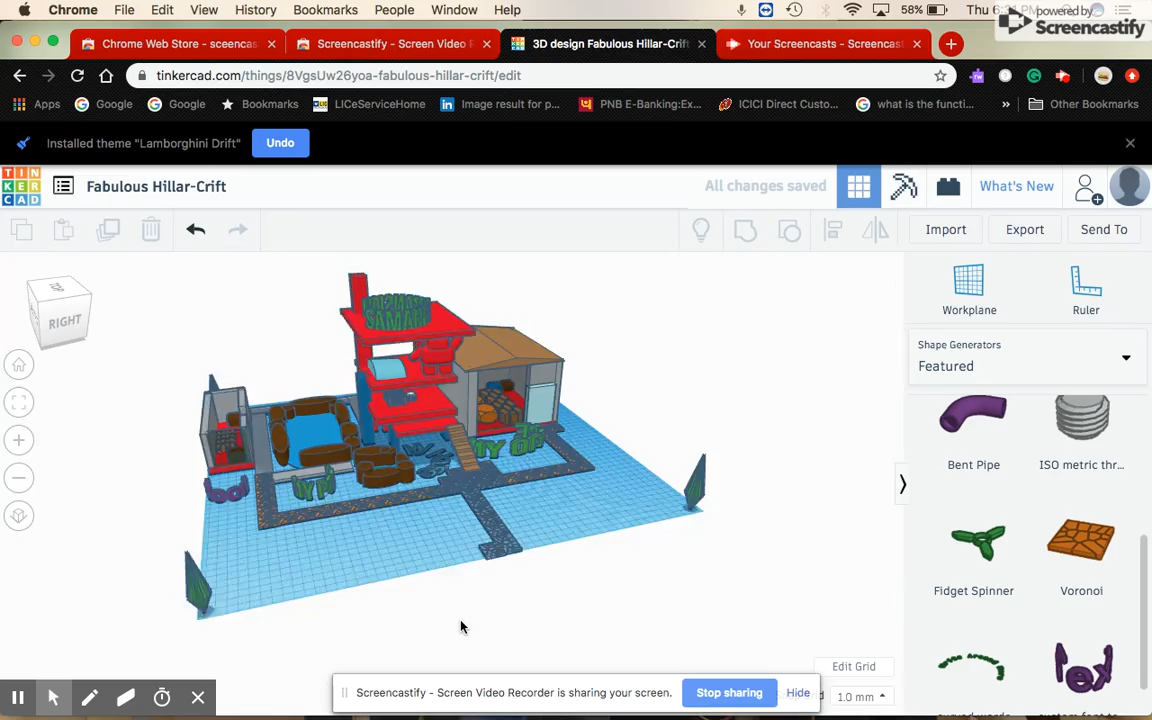 Chrome File Edit View History Bookmarks People Window Help 58% Thu
powered by
Screencastify
Chrome Web Store - sceencas
Screencastify - Screen Video R
3D design Fabulous Hillar-Crift
Your Screencasts - Screencast
tinkercad.com/things/8VgsUw26yoa-fabulous-hillar-crift/edit
Apps Google Google Bookmarks LICeServiceHome Image result for p... PNB E-Banking:Ex... ICICI Direct Custo... what is the functi... » Other Bookmarks
Installed theme "Lamborghini Drift" Undo
TIN
KER
CAD
Fabulous Hillar-Crift
All changes saved
What's New
Import Export Send To
RIGHT
Workplane Ruler
Shape Generators
Featured
Bent Pipe ISO metric thr...
Fidget Spinner Voronoi
Edit Grid
1.0 mm
Screencastify - Screen Video Recorder is sharing your screen. Stop sharing Hide